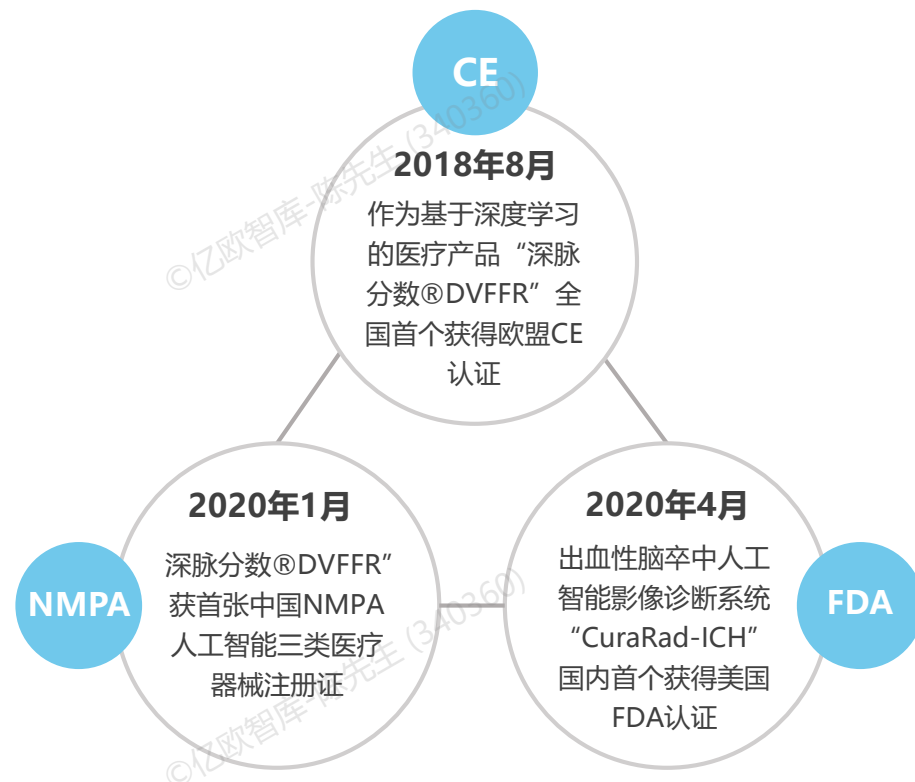 CE
2018年8月
作为基于深度学习
的医疗产品“深脉
分数®DVFFR”全
国首个获得欧盟CE
认证
NMPA
2020年1月
深脉分数®DVFFR”
获首张中国NMPA
人工智能三类医疗
器械注册证
2020年4月
出血性脑卒中人工
智能影像诊断系统
“CuraRad-ICH”
国内首个获得美国
FDA认证
FDA
©亿欧智库-陈先生 (340360)
©亿欧智库-陈先生 (340360)